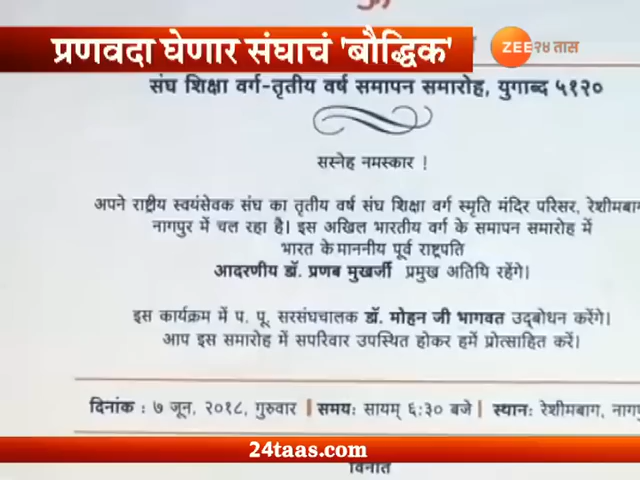 प्रणवदा घेणार संघाचं 'बौद्धिक'
ZEE २४ तास
संघ शिक्षा वर्ग-तृतीय वर्ष समापन समारोह, युगाब्द ५१२०
सस्नेह नमस्कार !
अपने राष्ट्रीय स्वयंसेवक संघ का तृतीय वर्ष संघ शिक्षा वर्ग स्मृति मंदिर परिसर, रेशीमबाग
नागपुर में चल रहा है। इस अखिल भारतीय वर्ग के समापन समारोह में
भारत के माननीय पूर्व राष्ट्रपति
आदरणीय डॉ. प्रणब मुखर्जी प्रमुख अतिथि रहेंगे।
इस कार्यक्रम में प. पू. सरसंघचालक डॉ. मोहन जी भागवत उद्‌बोधन करेंगे।
आप इस समारोह में सपरिवार उपस्थित होकर हमें प्रोत्साहित करें।
दिनांक : ७ जून, २०१८, गुरुवार | समय: सायम् ६:३० बजे | स्थान: रेशीमबाग, नागपु
24taas.com
विनीत